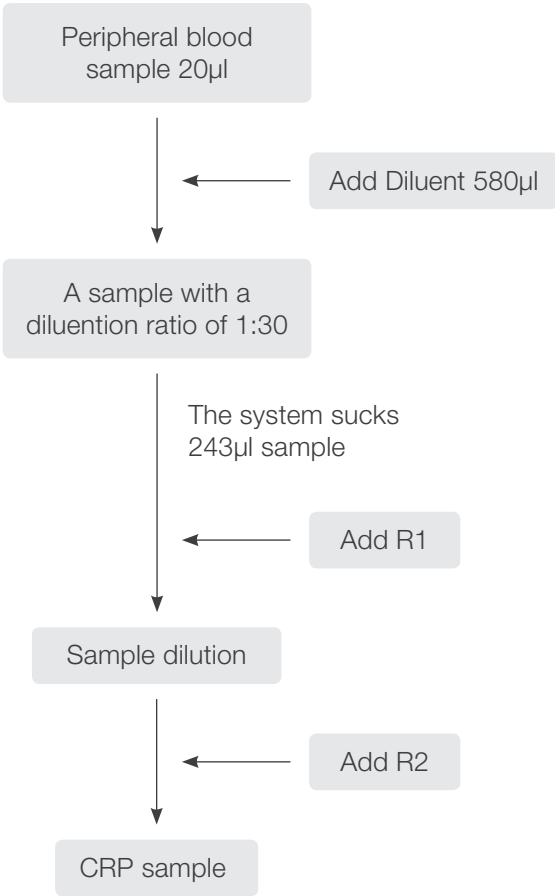 Peripheral blood
sample 20µl
Add Diluent 580µl
A sample with a
diluention ratio of 1:30
The system sucks
243µl sample
Add R1
Sample dilution
Add R2
CRP sample